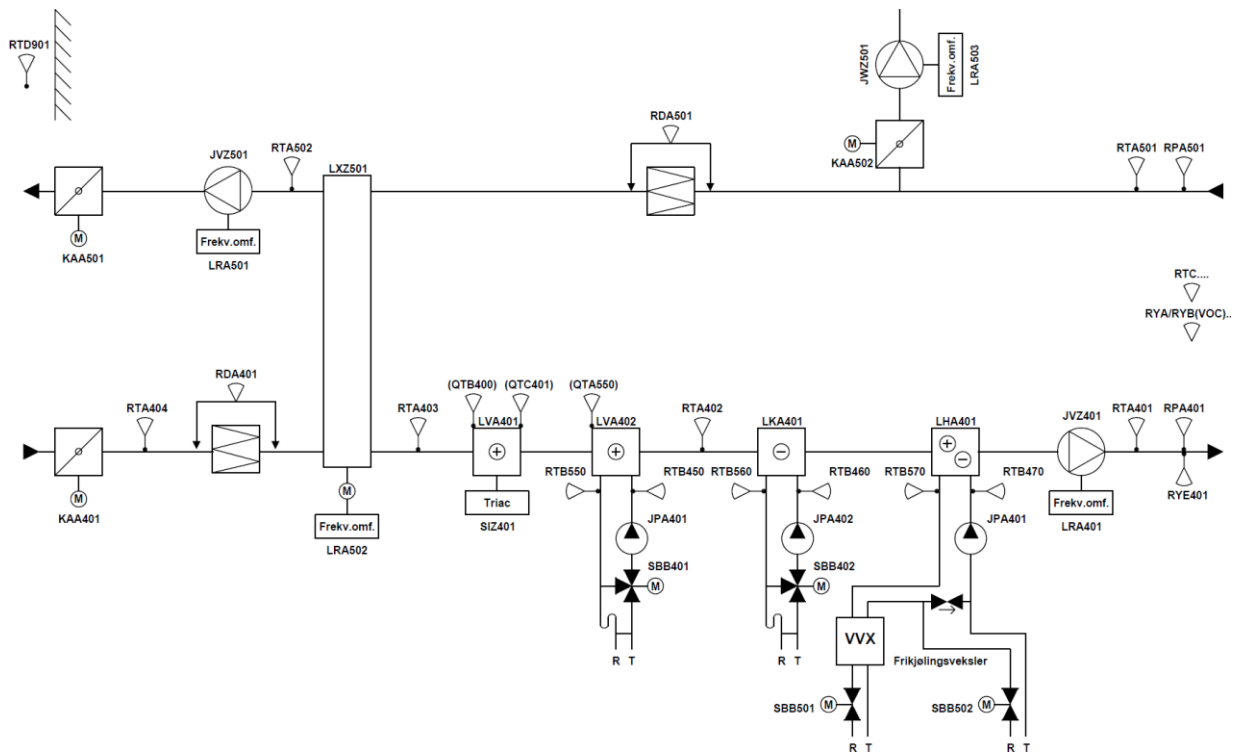 RTD901
JWZ501
Frekv.omf.
LRA503
M
KAA502
RDA501
JVZ501
RTA502
LXZ501
RTA501
RPA501
M
KAA501
Frekv.omf.
LRA501
RTC....
RYA/RYB(VOC)..
RDA401
RTA404
RTA403
(QTB400)
(QTC401)
(QTA550)
LVA401
LVA402
RTA402
LKA401
LHA401
JVZ401
RTA401
RPA401
M
KAA401
M
Frekv.omf.
LRA502
Triac
SIZ401
RTB550
RTB450
RTB560
RTB460
RTB570
RTB470
Frekv.omf.
LRA401
RYE401
JPA401
JPA402
JPA401
SBB401
M
SBB402
M
VVX
Frikjølingsveksler
R T
R T
SBB501
M
SBB502
M
R T
R T